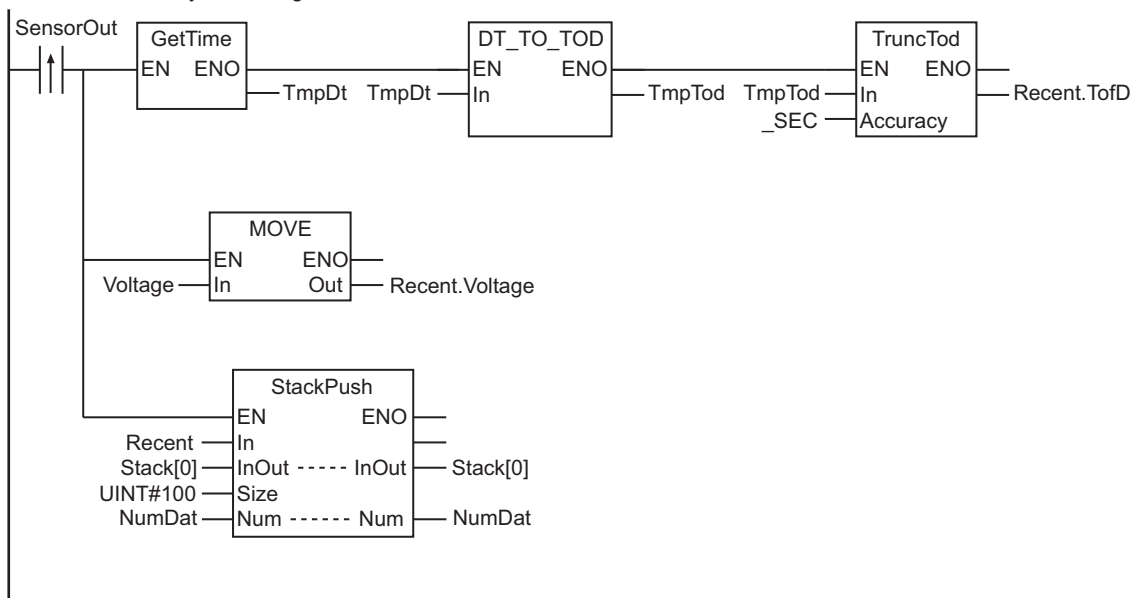 SensorOut
GetTime
EN ENO
TmpDt
DT_TO_TOD
EN ENO
TmpDt In TmpTod
TruncTod
EN ENO
TmpTod In Recent.TofD
_SEC Accuracy
MOVE
EN ENO
Voltage In Out Recent.Voltage
StackPush
EN ENO
Recent In
Stack[0] InOut InOut Stack[0]
UINT#100 Size
NumDat Num Num NumDat